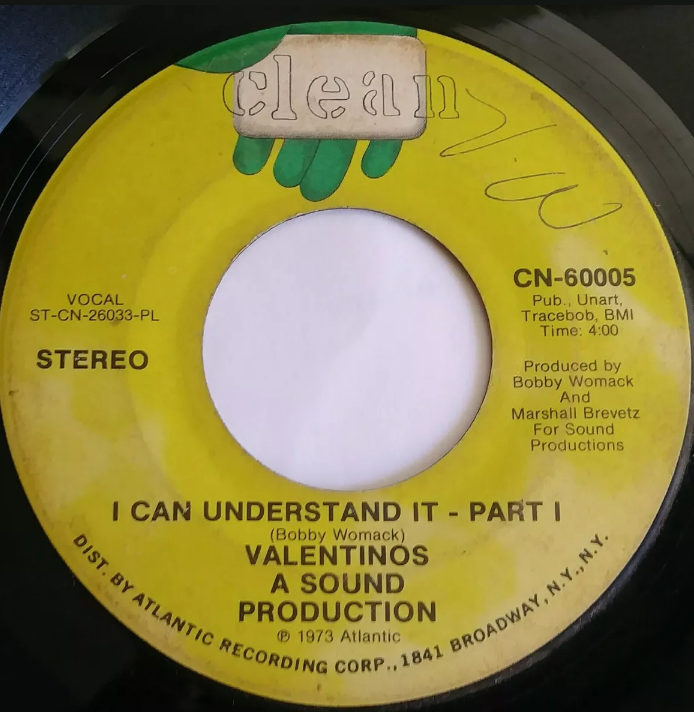 clean
VOCAL
ST-CN-26033-PL
STEREO
CN-60005
Pub., Unart,
Tracebob, BMI
Time: 4:00
Produced by
Bobby Womack
And
Marshall Brevetz
For Sound
Productions
I CAN UNDERSTAND IT - PART I
(Bobby Womack)
VALENTINOS
A SOUND
PRODUCTION
℗ 1973 Atlantic
DIST. BY ATLANTIC RECORDING CORP., 1841 BROADWAY, N.Y., N.Y.